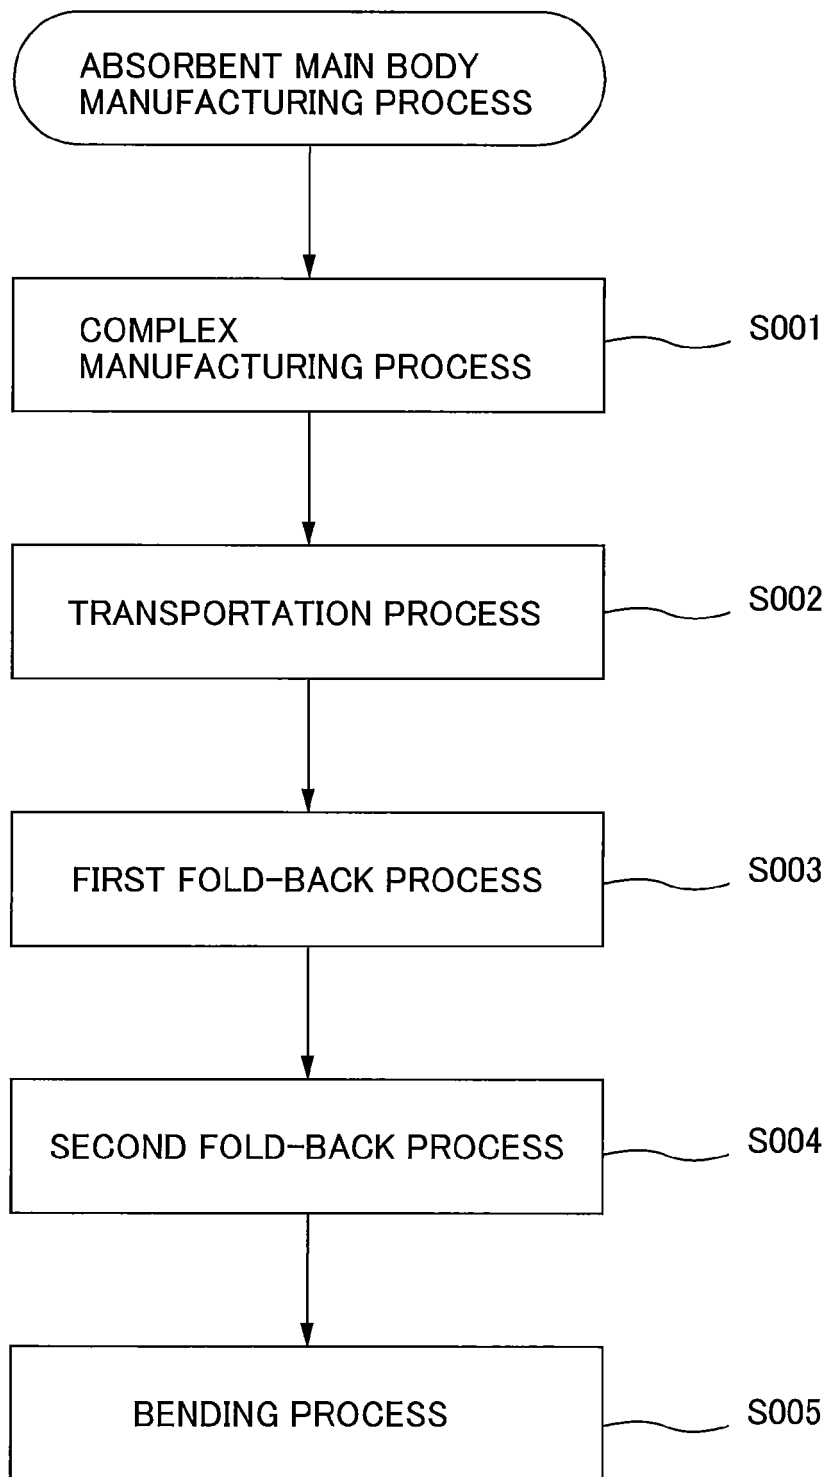 ABSORBENT MAIN BODY
MANUFACTURING PROCESS
COMPLEX
MANUFACTURING PROCESS
S001
TRANSPORTATION PROCESS
S002
FIRST FOLD-BACK PROCESS
S003
SECOND FOLD-BACK PROCESS
S004
BENDING PROCESS
S005